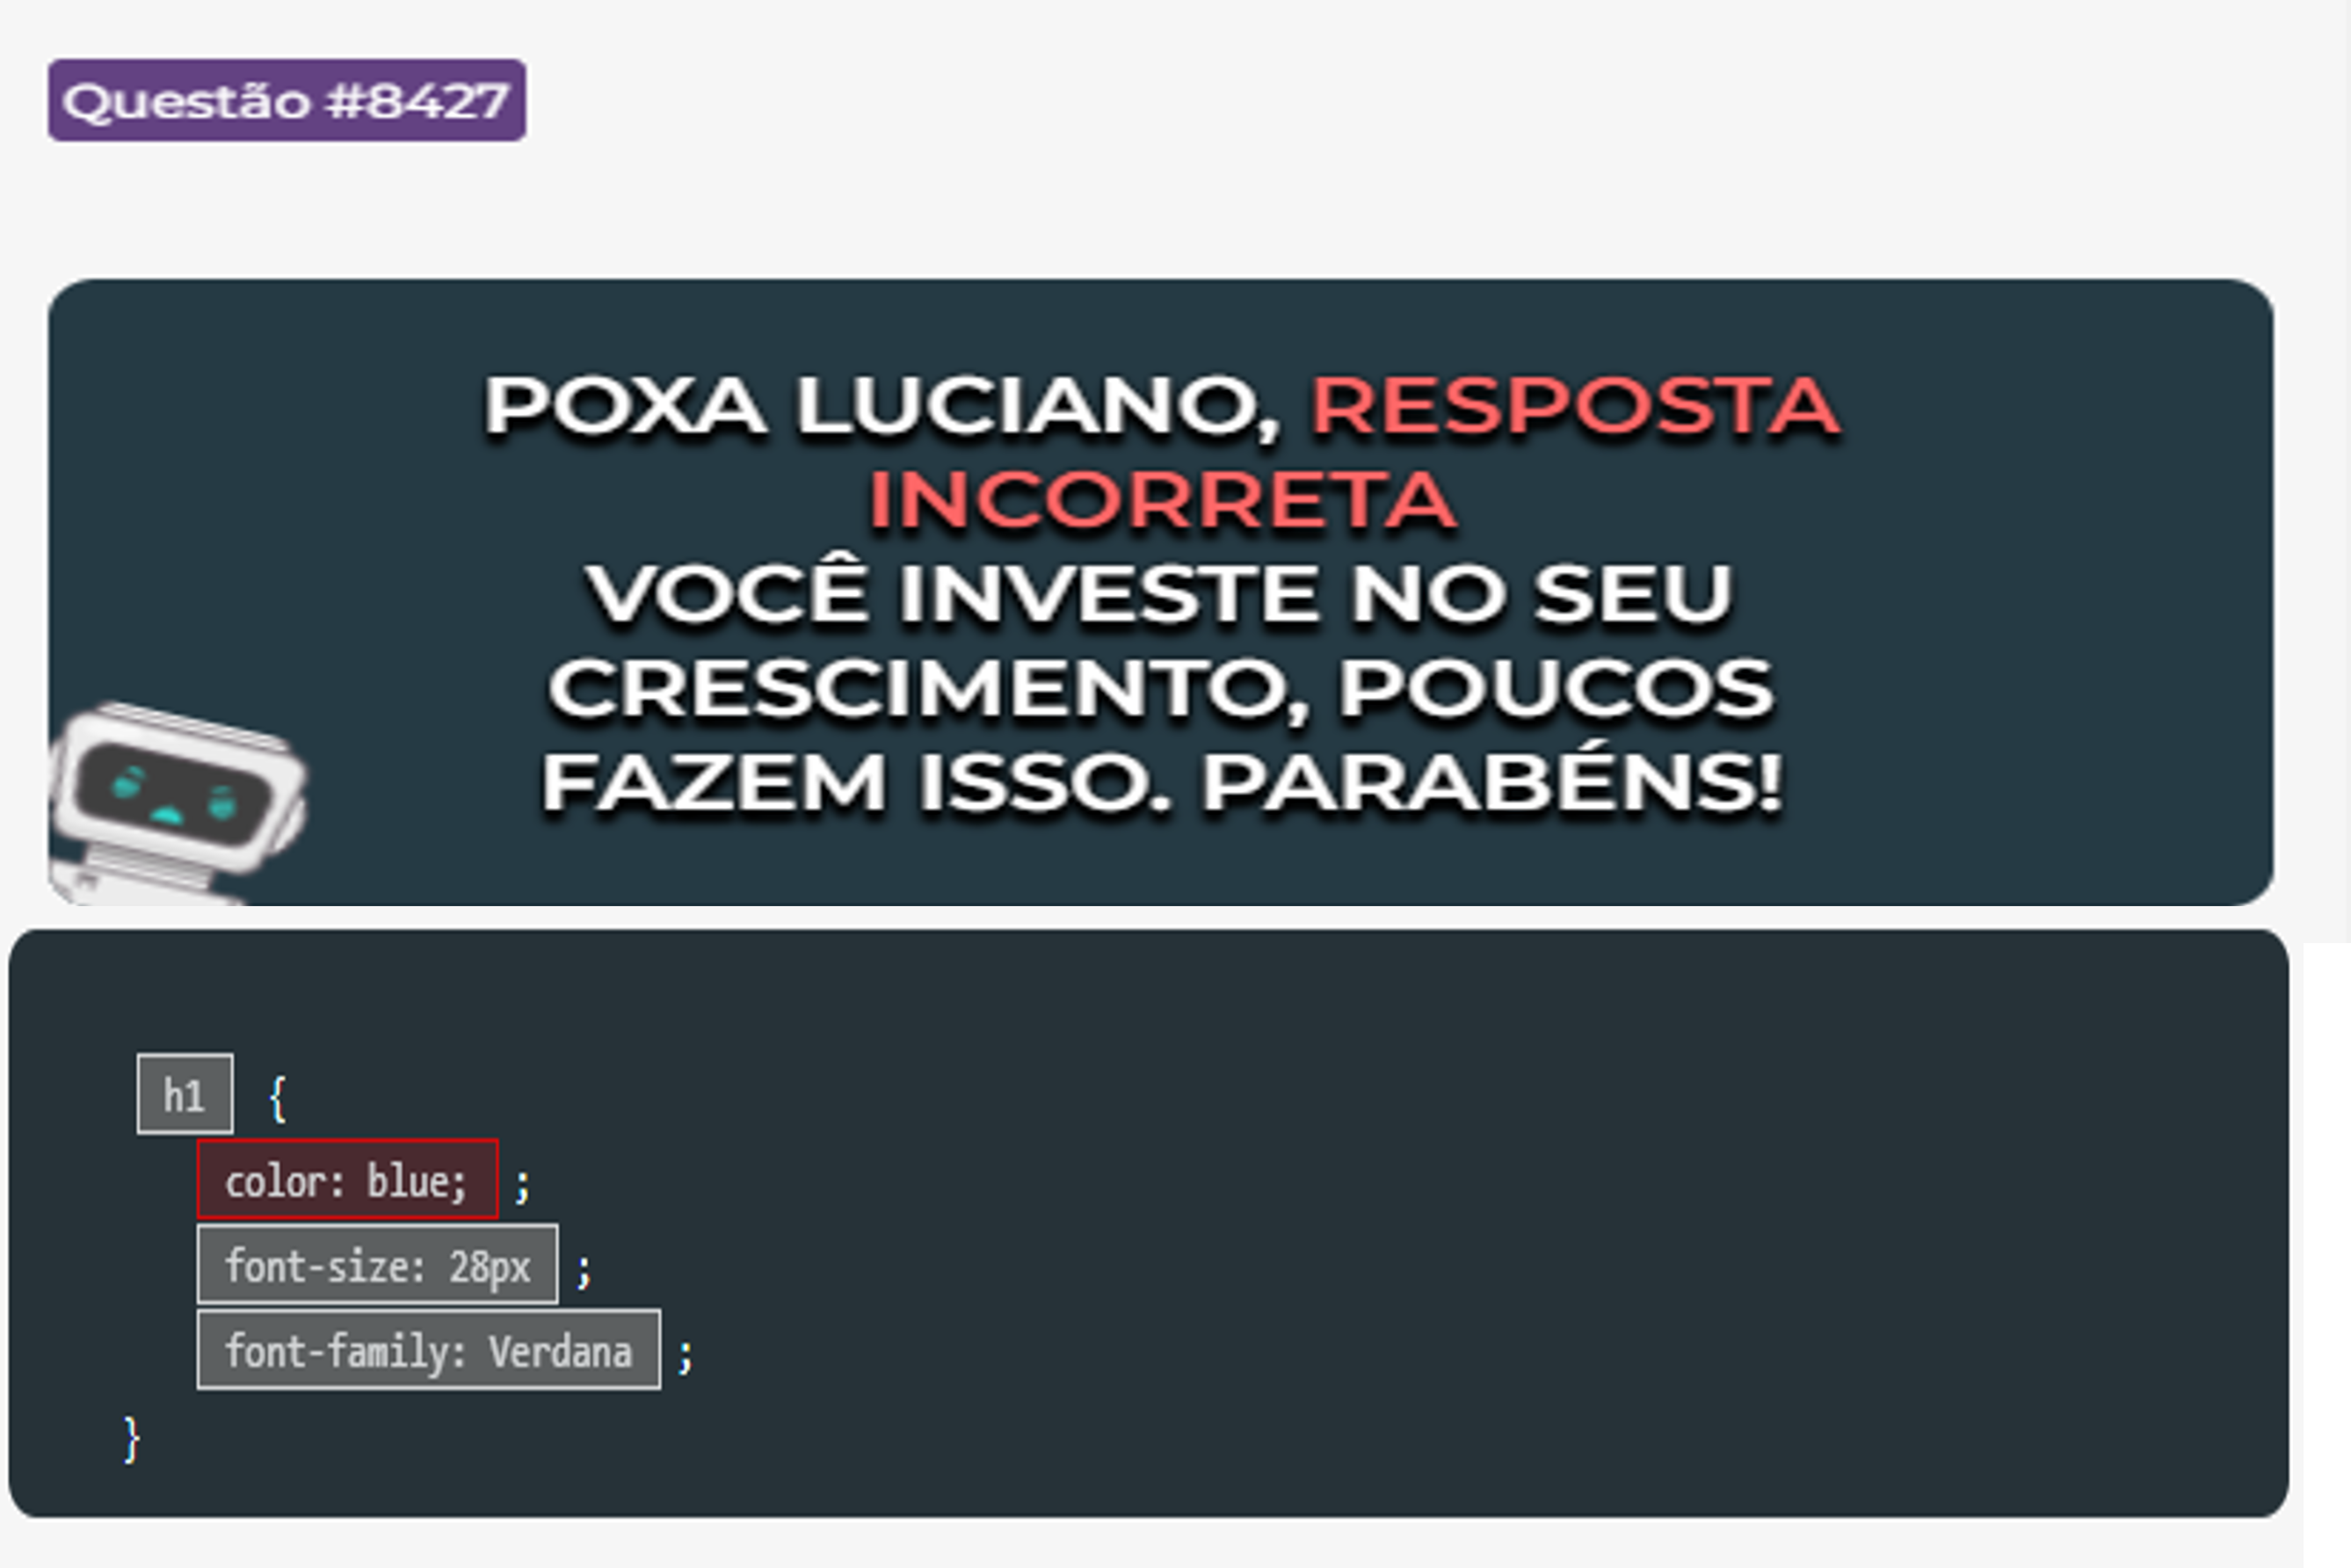 Questão #8427
POXA LUCIANO, RESPOSTA
INCORRETA
VOCÊ INVESTE NO SEU
CRESCIMENTO, POUCOS
FAZEM ISSO. PARABÉNS!
h1 {
color: blue; ;
font-size: 28px ;
font-family: Verdana ;
}